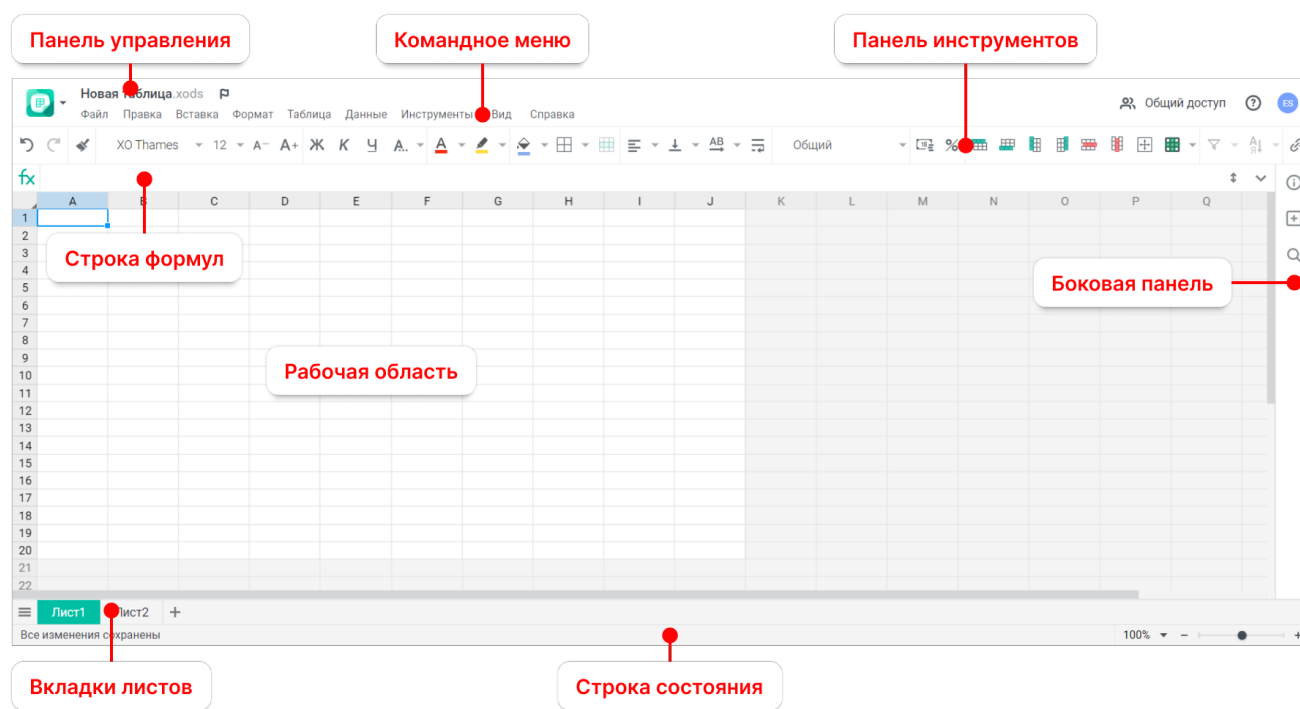 Панель управления
Командное меню
Панель инструментов
Новая таблица.xods
Общий доступ
ES
Файл Правка Вставка Формат Таблица Данные Инструменты Вид Справка
XO Thames 12 A− A+ Ж К Ч А.. А АВ Общий % А Я
fx
A B C D E F G H I J K L M N O P Q
1
2
Строка формул
3
4
Боковая панель
5
6
7
8
9
Рабочая область
10
11
12
13
14
15
16
17
18
19
20
21
22
Лист1 Лист2 +
Все изменения сохранены 100% − +
Вкладки листов
Строка состояния